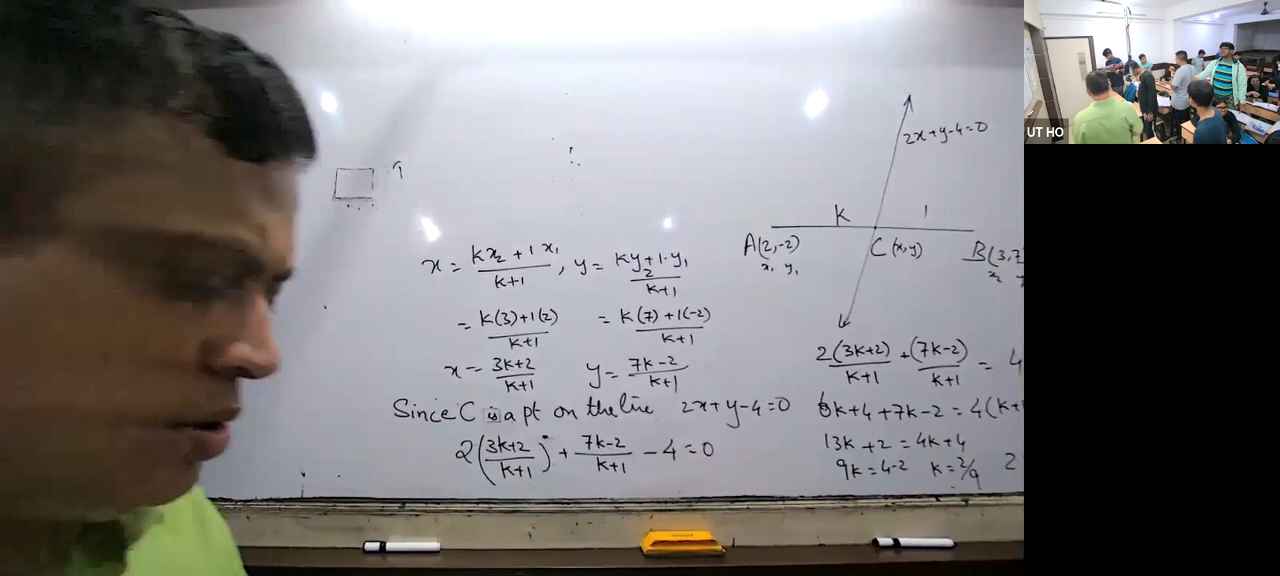 2x+y-4=0
K 1
A(2,-2) C(x,y) B(3,7
x₁ y₁ x₂
x = (Kx₂ + 1 x₁)/(K+1) , y = (Ky₂+1·y₁)/(K+1)
= (K(3)+1(2))/(K+1) = (K(7)+1(-2))/(K+1)
x = (3K+2)/(K+1) y = (7K-2)/(K+1)
Since C is a pt on the line 2x+y-4=0
2((3K+2)/(K+1)) + (7K-2)/(K+1) - 4 = 0
2(3K+2)/(K+1) + (7K-2)/(K+1) = 4
6K+4+7K-2 = 4(K+1
13K+2 = 4K+4
9K = 4-2 K = 2/9 2
UT HO